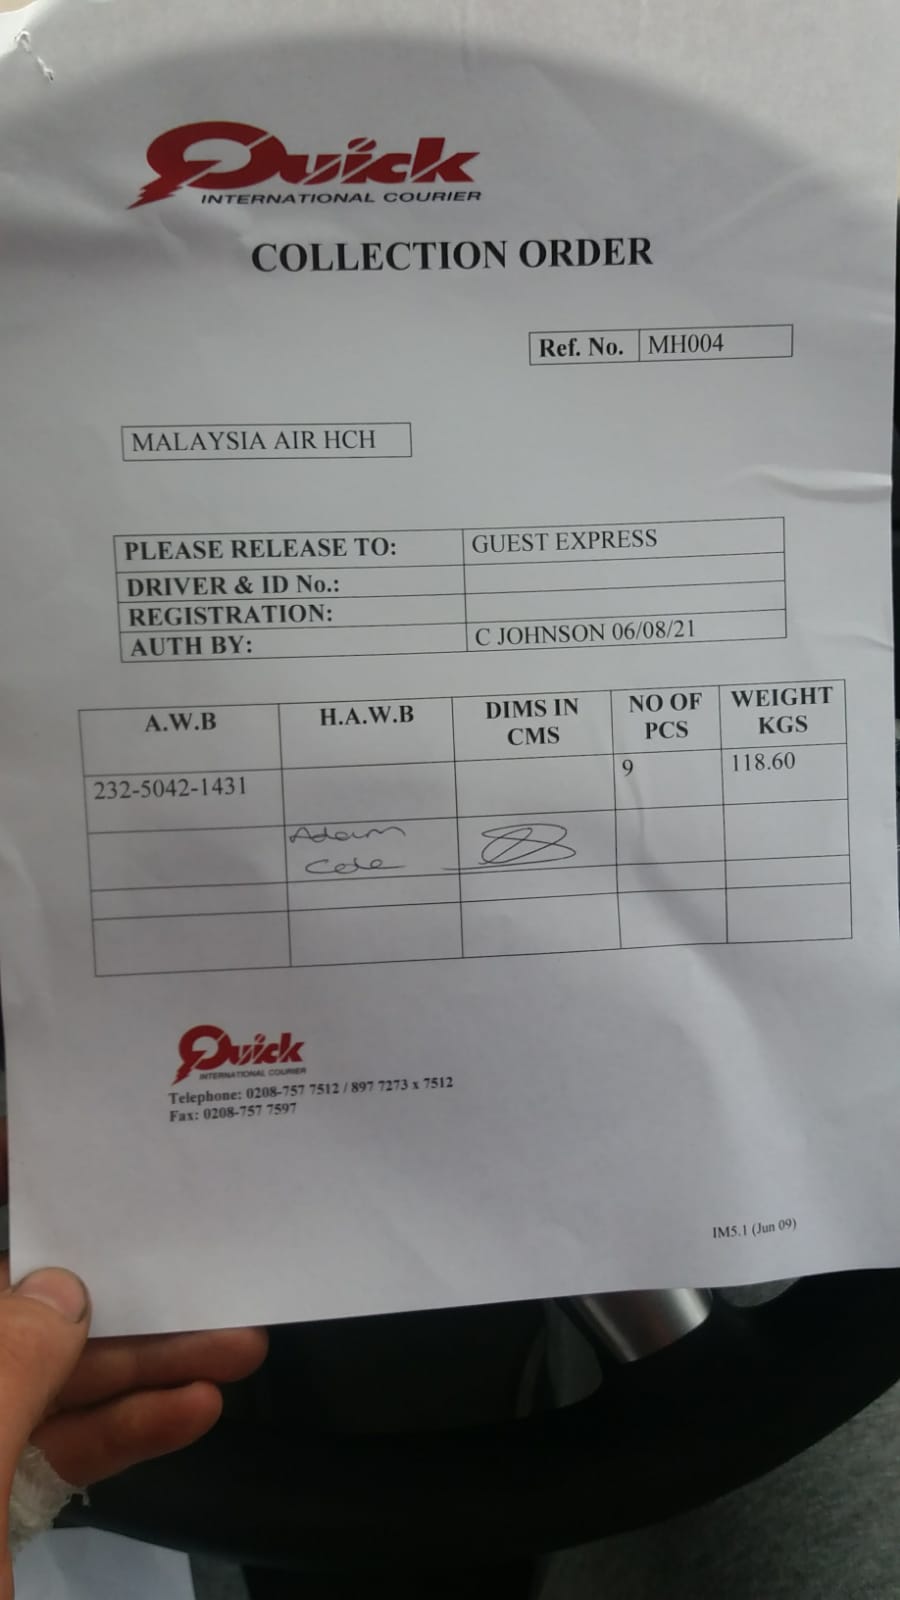 Quick
INTERNATIONAL COURIER
COLLECTION ORDER
Ref. No. MH004
MALAYSIA AIR HCH
PLEASE RELEASE TO: GUEST EXPRESS
DRIVER & ID No.:
REGISTRATION:
AUTH BY: C JOHNSON 06/08/21
A.W.B H.A.W.B DIMS IN CMS NO OF PCS WEIGHT KGS
232-5042-1431 9 118.60
Adam
Cole
Quick
INTERNATIONAL COURIER
Telephone: 0208-757 7512 / 897 7273 x 7512
Fax: 0208-757 7597
IM5.1 (Jun 09)